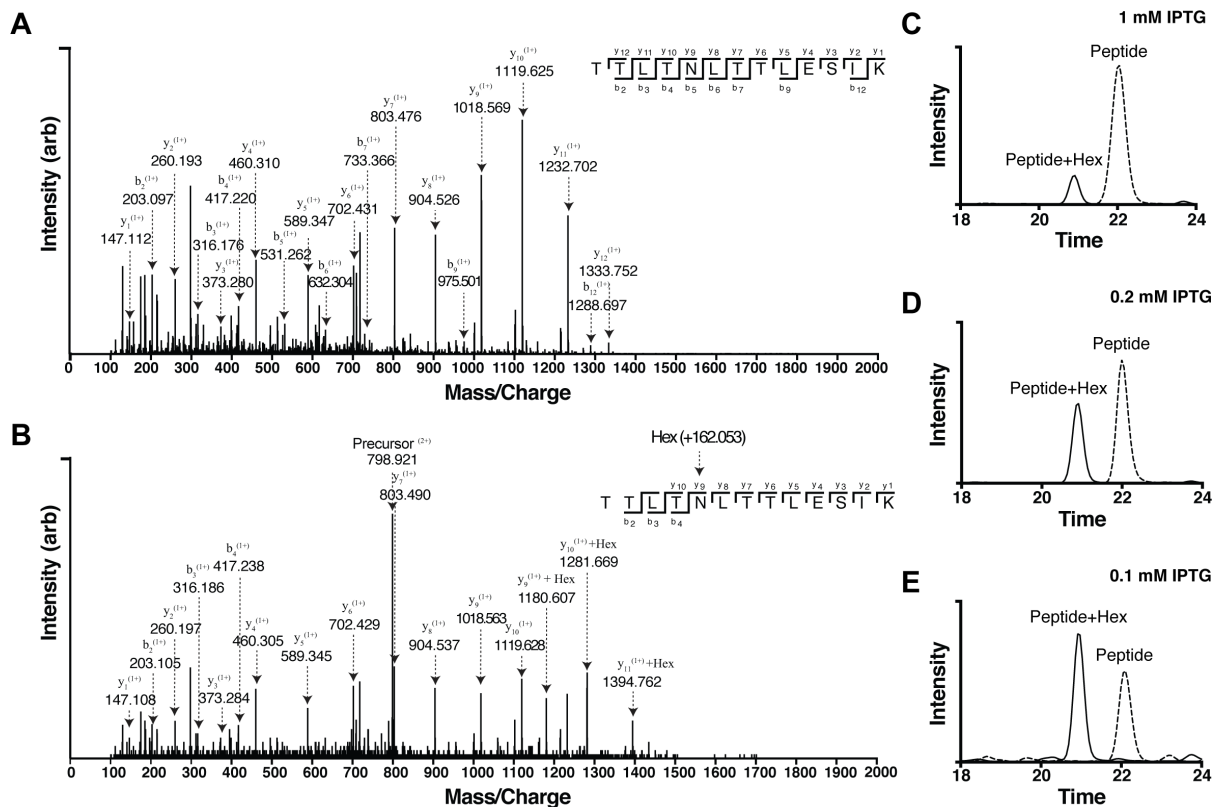 A
Intensity (arb)
y₁₀⁽¹⁺⁾
1119.625
y₉⁽¹⁺⁾
1018.569
y₇⁽¹⁺⁾
803.476
b₇⁽¹⁺⁾
733.366
y₁₁⁽¹⁺⁾
1232.702
y₂⁽¹⁺⁾
260.193
y₄⁽¹⁺⁾
460.310
b₂⁽¹⁺⁾
203.097
b₄⁽¹⁺⁾
417.220
y₅⁽¹⁺⁾
589.347
y₆⁽¹⁺⁾
702.431
y₈⁽¹⁺⁾
904.526
y₁⁽¹⁺⁾
147.112
b₃⁽¹⁺⁾
316.176
y₃⁽¹⁺⁾
373.280
b₅⁽¹⁺⁾
531.262
b₆⁽¹⁺⁾
632.304
b₉⁽¹⁺⁾
975.501
y₁₂⁽¹⁺⁾
1333.752
b₁₂⁽¹⁺⁾
1288.697
y₁₂ y₁₁ y₁₀ y₉ y₈ y₇ y₆ y₅ y₄ y₃ y₂ y₁
T T L T N L T T L E S I K
b₂ b₃ b₄ b₅ b₆ b₇ b₉ b₁₂
0 100 200 300 400 500 600 700 800 900 1000 1100 1200 1300 1400 1500 1600 1700 1800 1900 2000
Mass/Charge
B
Intensity (arb)
Precursor ⁽²⁺⁾
798.921
y₇⁽¹⁺⁾
803.490
Hex (+162.053)
y₁₀ y₉ y₈ y₇ y₆ y₅ y₄ y₃ y₂ y₁
T T L T N L T T L E S I K
b₂ b₃ b₄
b₄⁽¹⁺⁾
417.238
b₃⁽¹⁺⁾
316.186
y₂⁽¹⁺⁾
260.197
b₂⁽¹⁺⁾
203.105
y₁⁽¹⁺⁾
147.108
y₃⁽¹⁺⁾
373.284
y₄⁽¹⁺⁾
460.305
y₅⁽¹⁺⁾
589.345
y₆⁽¹⁺⁾
702.429
y₈⁽¹⁺⁾
904.537
y₉⁽¹⁺⁾
1018.563
y₁₀⁽¹⁺⁾
1119.628
y₉⁽¹⁺⁾ + Hex
1180.607
y₁₀⁽¹⁺⁾+Hex
1281.669
y₁₁⁽¹⁺⁾+Hex
1394.762
0 100 200 300 400 500 600 700 800 900 1000 1100 1200 1300 1400 1500 1600 1700 1800 1900 2000
Mass/Charge
C
1 mM IPTG
Intensity
Peptide
Peptide+Hex
18 20 22 24
Time
D
0.2 mM IPTG
Intensity
Peptide
Peptide+Hex
18 20 22 24
Time
E
0.1 mM IPTG
Intensity
Peptide+Hex
Peptide
18 20 22 24
Time